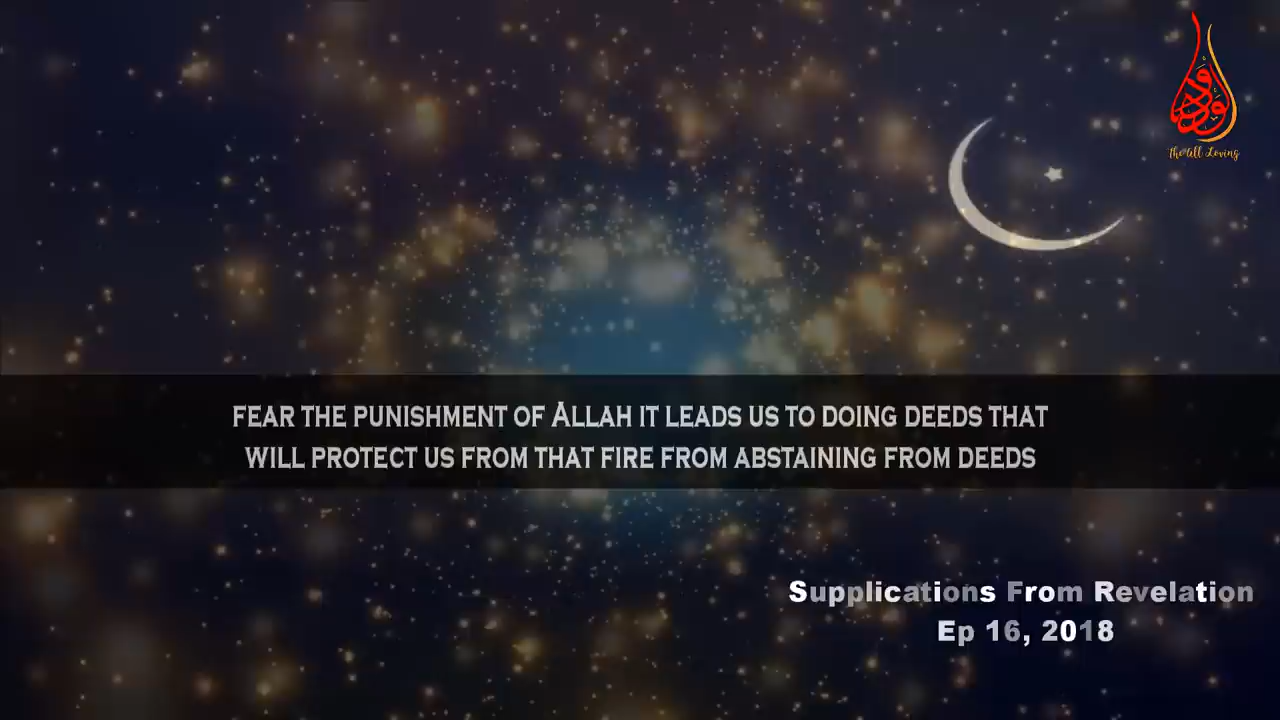 الودود
The All Loving
FEAR THE PUNISHMENT OF ALLAH IT LEADS US TO DOING DEEDS THAT
WILL PROTECT US FROM THAT FIRE FROM ABSTAINING FROM DEEDS
Supplications From Revelation
Ep 16, 2018